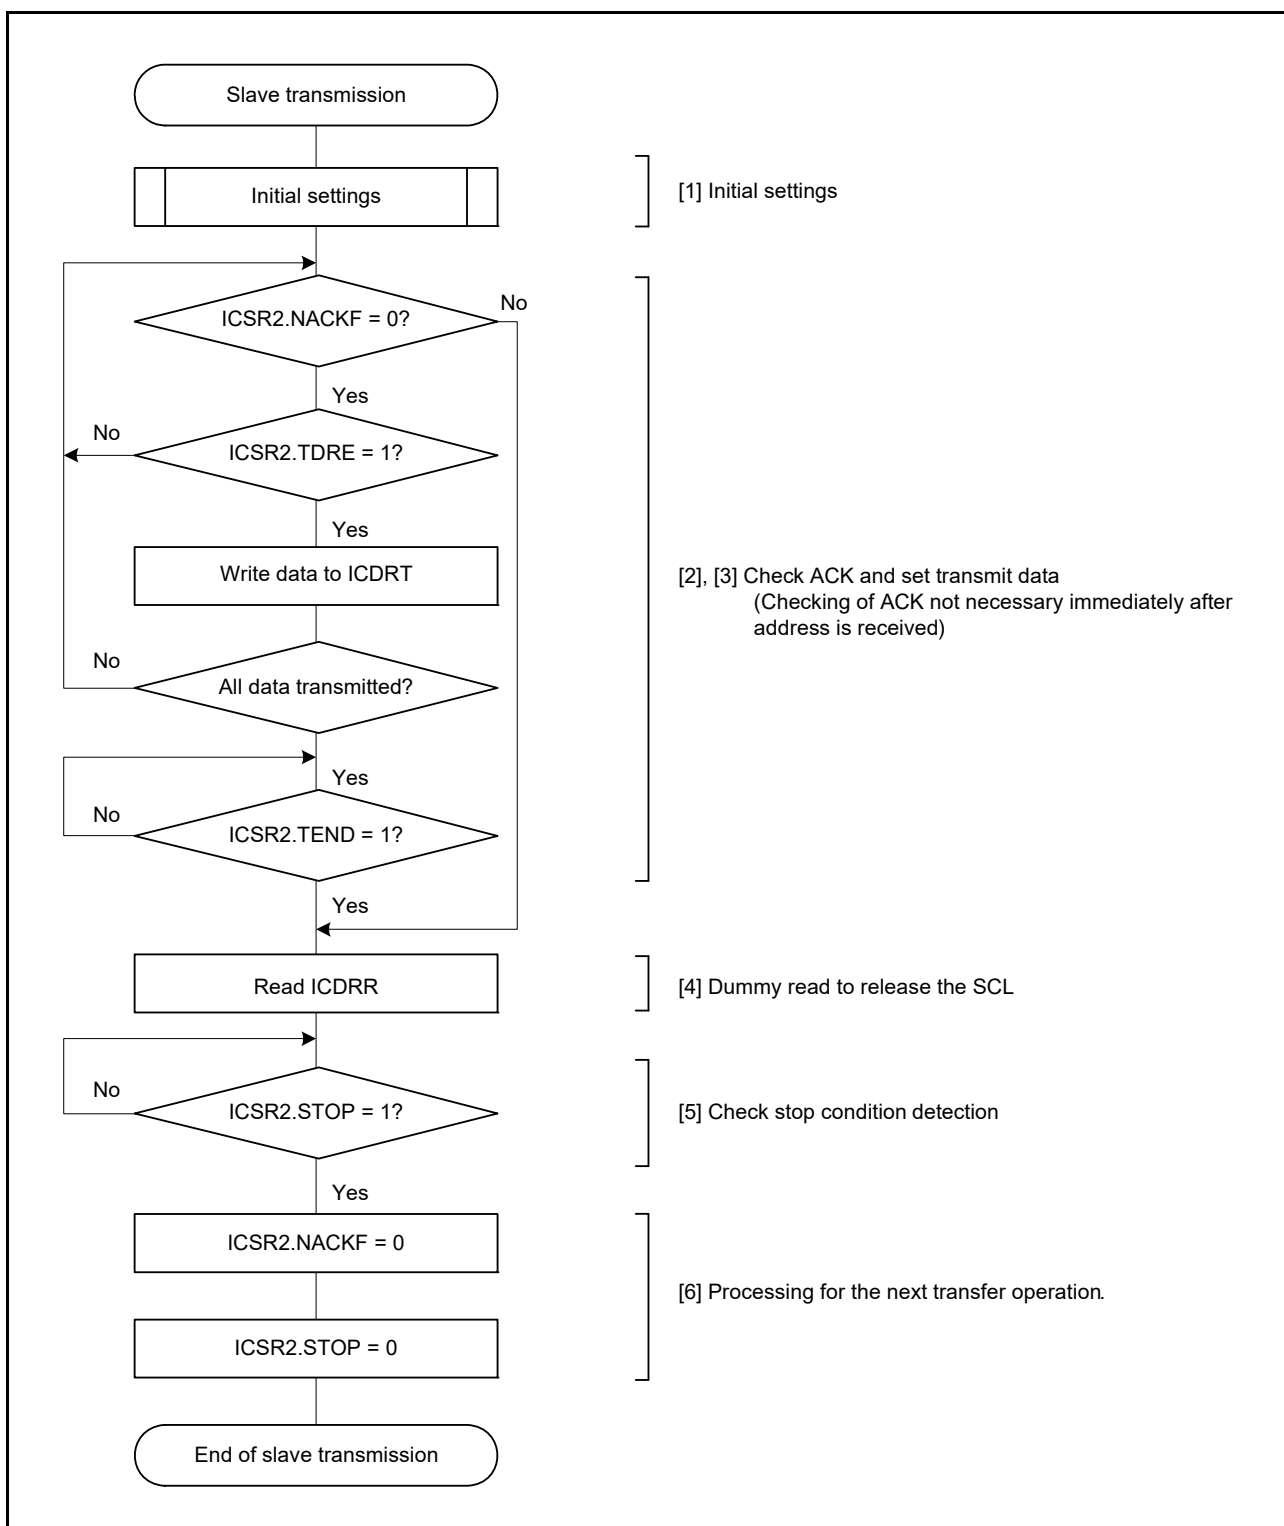 Slave transmission
Initial settings
[1] Initial settings
ICSR2.NACKF = 0?
No
Yes
No
ICSR2.TDRE = 1?
Yes
Write data to ICDRT
[2], [3] Check ACK and set transmit data
(Checking of ACK not necessary immediately after
address is received)
No
All data transmitted?
Yes
No
ICSR2.TEND = 1?
Yes
Read ICDRR
[4] Dummy read to release the SCL
No
ICSR2.STOP = 1?
[5] Check stop condition detection
Yes
ICSR2.NACKF = 0
[6] Processing for the next transfer operation.
ICSR2.STOP = 0
End of slave transmission